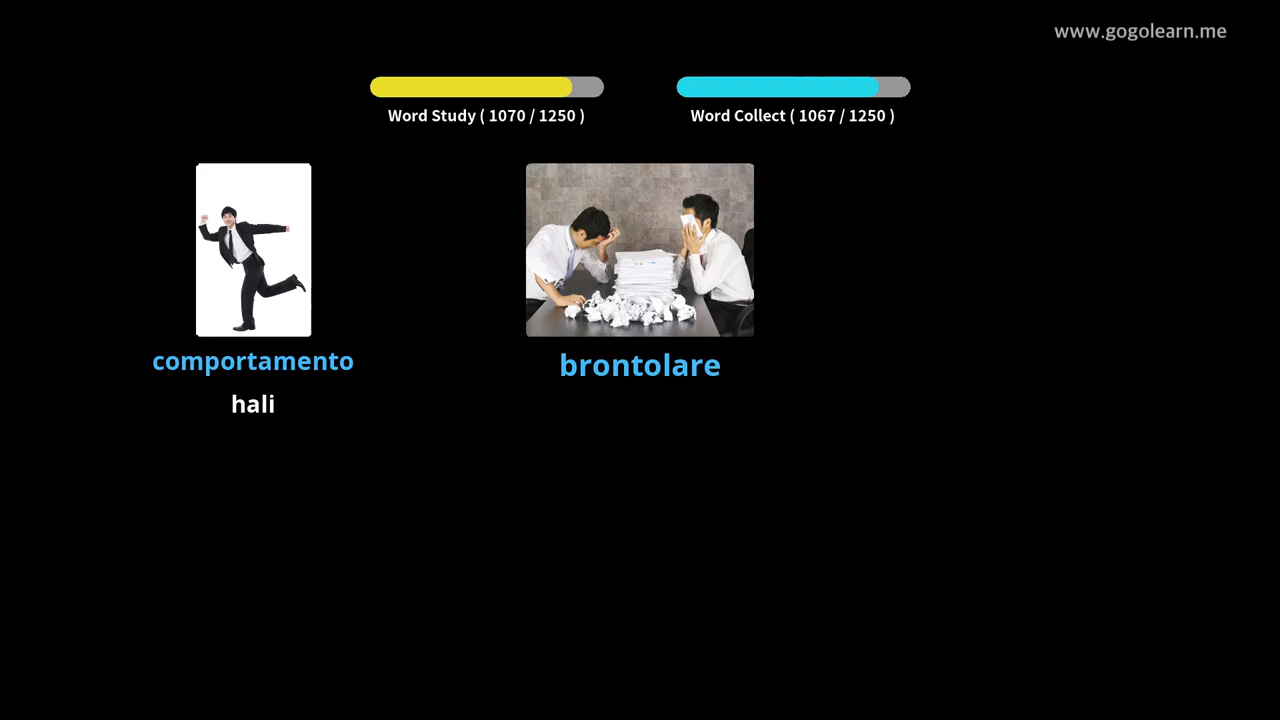 www.gogolearn.me
Word Study ( 1070 / 1250 )
Word Collect ( 1067 / 1250 )
comportamento
hali
brontolare